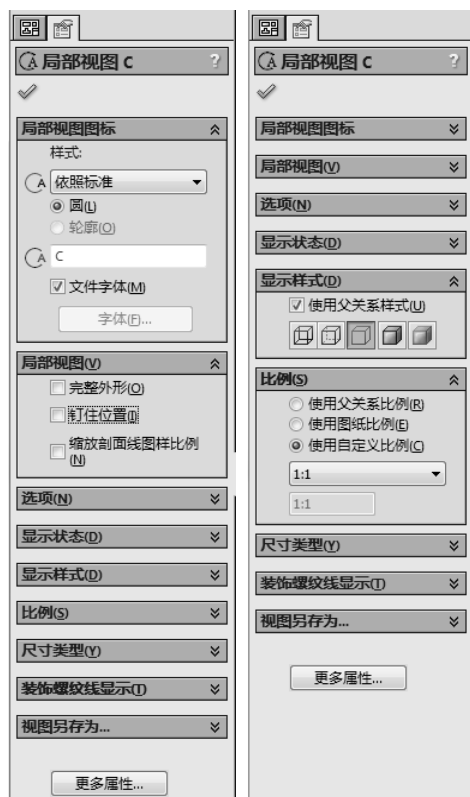 局部视图 C
?
局部视图图标
样式:
A 依照标准
圆(L)
轮廓(O)
A C
文件字体(M)
字体(F)...
局部视图(V)
完整外形(O)
钉住位置(I)
缩放剖面线图样比例
(N)
选项(N)
显示状态(D)
显示样式(D)
比例(S)
尺寸类型(Y)
装饰螺纹线显示(T)
视图另存为...
更多属性...
局部视图 C
?
局部视图图标
局部视图(V)
选项(N)
显示状态(D)
显示样式(D)
使用父关系样式(U)
比例(S)
使用父关系比例(R)
使用图纸比例(E)
使用自定义比例(C)
1:1
1:1
尺寸类型(Y)
装饰螺纹线显示(T)
视图另存为...
更多属性...